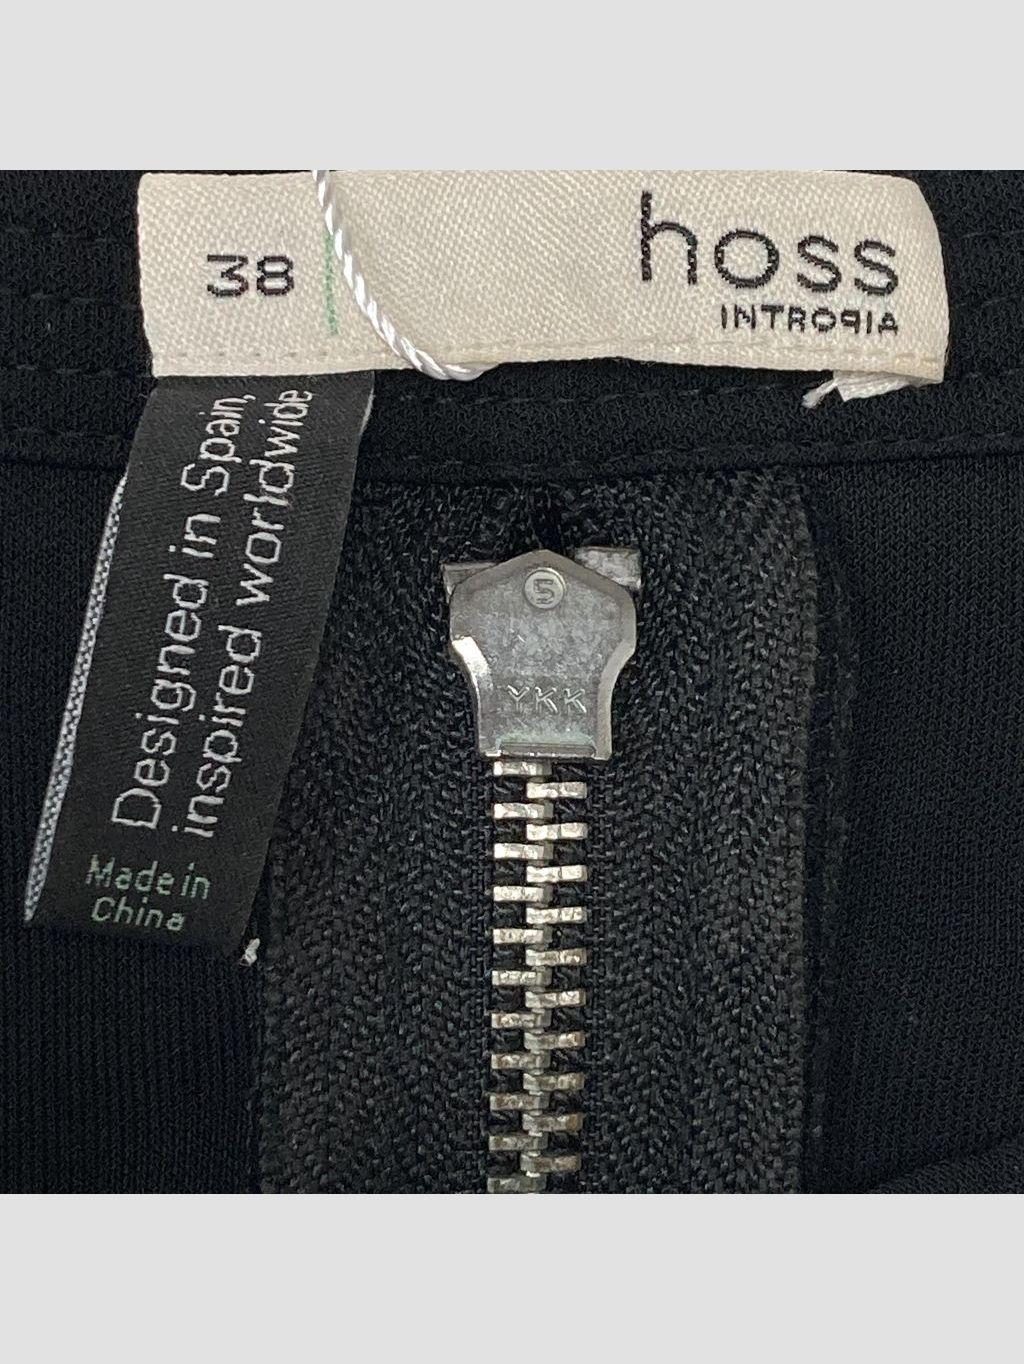 38
hoss
INTROPIA
Designed in Spain,
inspired worldwide
Made in
China
5
YKK